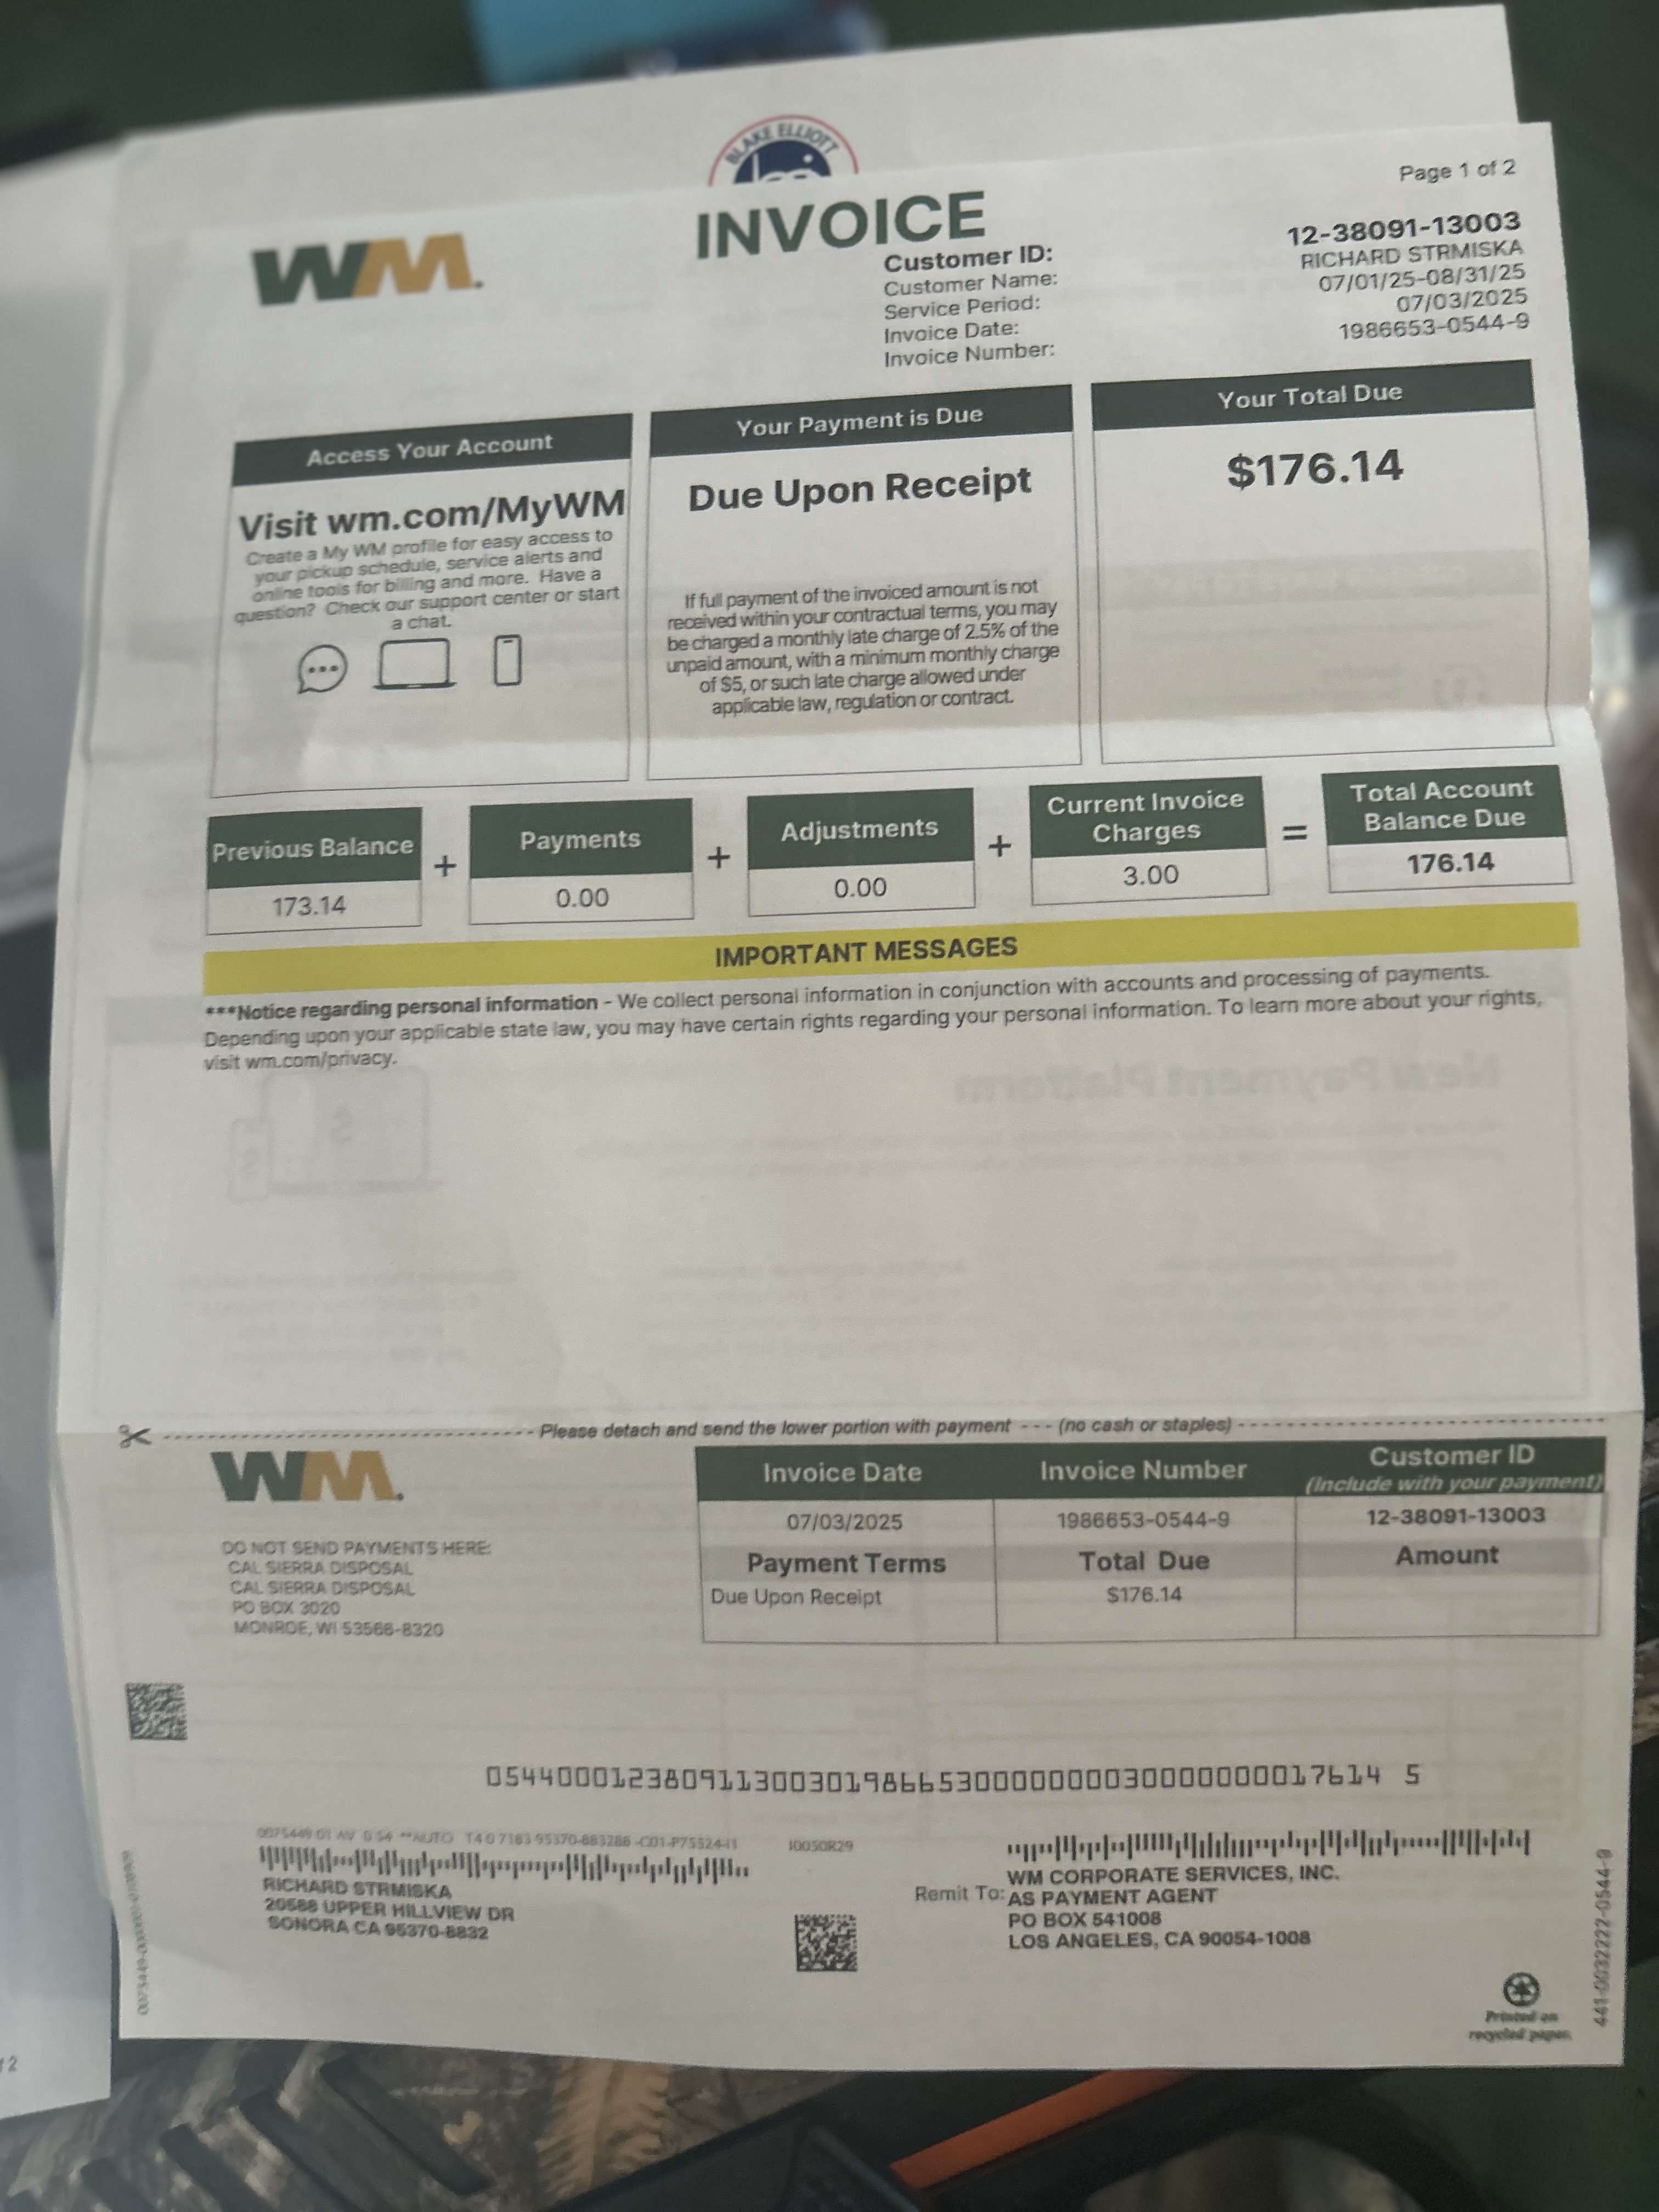 BLAKE ELLIOTT
Page 1 of 2
WM.
INVOICE
Customer ID: 12-38091-13003
Customer Name: RICHARD STRMISKA
Service Period: 07/01/25-08/31/25
Invoice Date: 07/03/2025
Invoice Number: 1986653-0544-9
Access Your Account
Visit wm.com/MyWM
Create a My WM profile for easy access to
your pickup schedule, service alerts and
online tools for billing and more. Have a
question? Check our support center or start
a chat.
Your Payment is Due
Due Upon Receipt
If full payment of the invoiced amount is not
received within your contractual terms, you may
be charged a monthly late charge of 2.5% of the
unpaid amount, with a minimum monthly charge
of $5, or such late charge allowed under
applicable law, regulation or contract.
Your Total Due
$176.14
Previous Balance
173.14
+
Payments
0.00
+
Adjustments
0.00
+
Current Invoice
Charges
3.00
=
Total Account
Balance Due
176.14
IMPORTANT MESSAGES
***Notice regarding personal information - We collect personal information in conjunction with accounts and processing of payments.
Depending upon your applicable state law, you may have certain rights regarding your personal information. To learn more about your rights,
visit wm.com/privacy.
New Payment Platform
Please detach and send the lower portion with payment --- (no cash or staples)
WM.
DO NOT SEND PAYMENTS HERE:
CAL SIERRA DISPOSAL
CAL SIERRA DISPOSAL
PO BOX 3020
MONROE, WI 53566-8320
Invoice Date Invoice Number Customer ID
(Include with your payment)
07/03/2025 1986653-0544-9 12-38091-13003
Payment Terms Total Due Amount
Due Upon Receipt $176.14
0544000123809113003019866530000000003000000000017614 5
I0050R29
RICHARD STRMISKA
20588 UPPER HILLVIEW DR
SONORA CA 95370-8832
Remit To:
WM CORPORATE SERVICES, INC.
AS PAYMENT AGENT
PO BOX 541008
LOS ANGELES, CA 90054-1008
441-0032222-0544-9
Printed on
recycled paper.
12